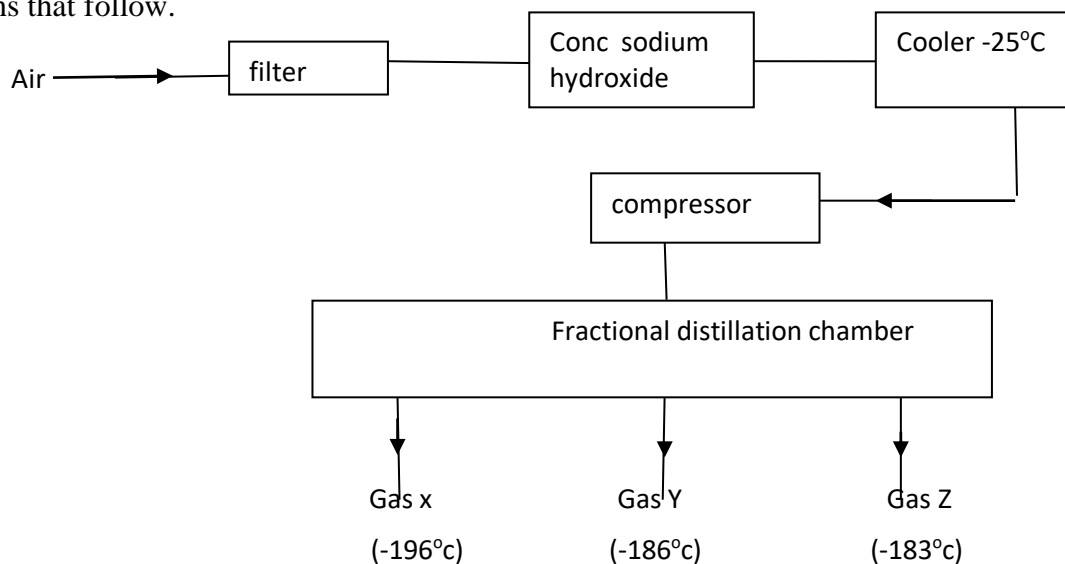 ns that follow.
Air
filter
Conc sodium
hydroxide
Cooler -25°C
compressor
Fractional distillation chamber
Gas x
Gas Y
Gas Z
(-196°c)
(-186°c)
(-183°c)